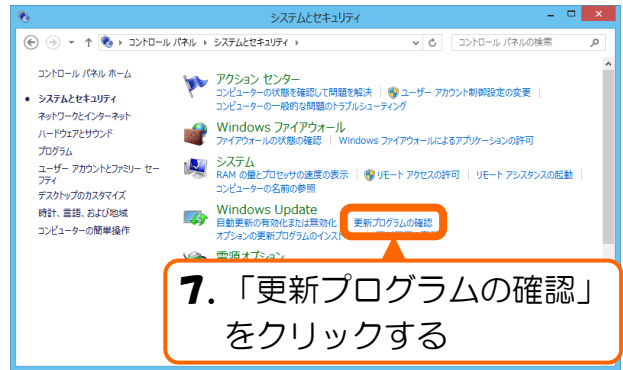 システムとセキュリティ
コントロール パネル ▸ システムとセキュリティ ▸
コントロール パネルの検索
コントロール パネル ホーム
システムとセキュリティ
ネットワークとインターネット
ハードウェアとサウンド
プログラム
ユーザー アカウントとファミリー セー
フティ
デスクトップのカスタマイズ
時計、言語、および地域
コンピューターの簡単操作
アクション センター
コンピューターの状態を確認して問題を解決 ユーザー アカウント制御設定の変更
コンピューターの一般的な問題のトラブルシューティング
Windows ファイアウォール
ファイアウォールの状態の確認 Windows ファイアウォールによるアプリケーションの許可
システム
RAM の量とプロセッサの速度の表示 リモート アクセスの許可 リモート アシスタンスの起動
コンピューターの名前の参照
Windows Update
自動更新の有効化または無効化 更新プログラムの確認
オプションの更新プログラムのインスト
電源オプション
7.「更新プログラムの確認」
をクリックする